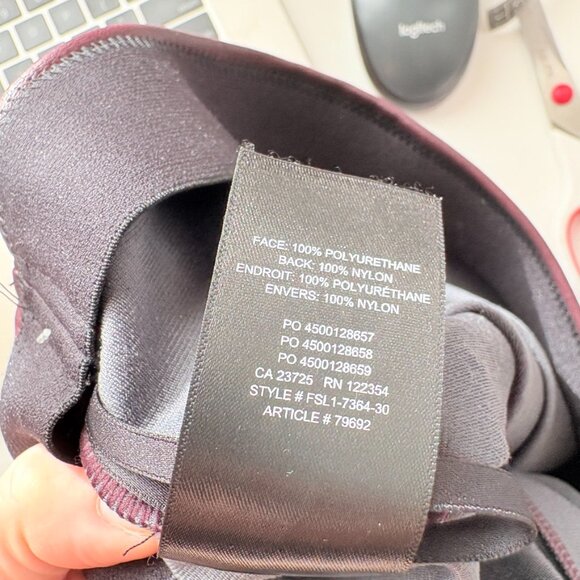 logitech
FACE: 100% POLYURETHANE
BACK: 100% NYLON
ENDROIT: 100% POLYURÉTHANE
ENVERS: 100% NYLON
PO 4500128657
PO 4500128658
PO 4500128659
CA 23725 RN 122354
STYLE # FSL1-7364-30
ARTICLE # 79692